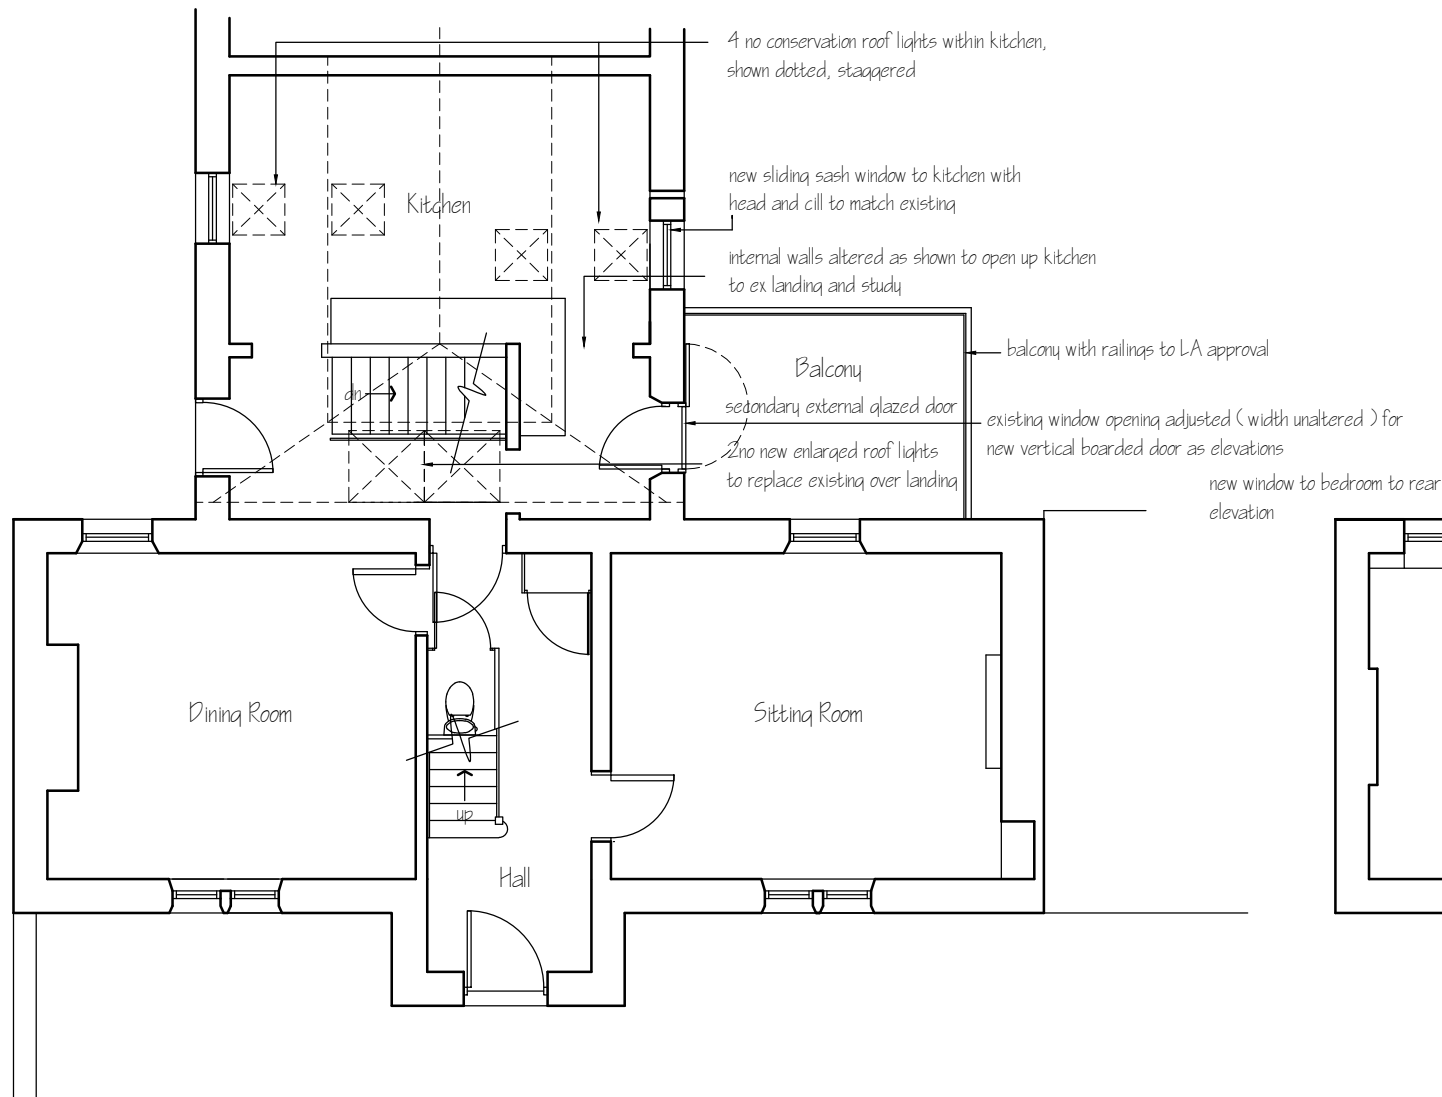 4 no conservation roof lights within kitchen,
shown dotted, staggered
new sliding sash window to kitchen with
head and cill to match existing
Kitchen
internal walls altered as shown to open up kitchen
to ex landing and study
balcony with railings to LA approval
Balcony
dn
secondary external glazed door
existing window opening adjusted ( width unaltered ) for
new vertical boarded door as elevations
2no new enlarged roof lights
to replace existing over landing
new window to bedroom to rear
elevation
Dining Room
Sitting Room
up
Hall